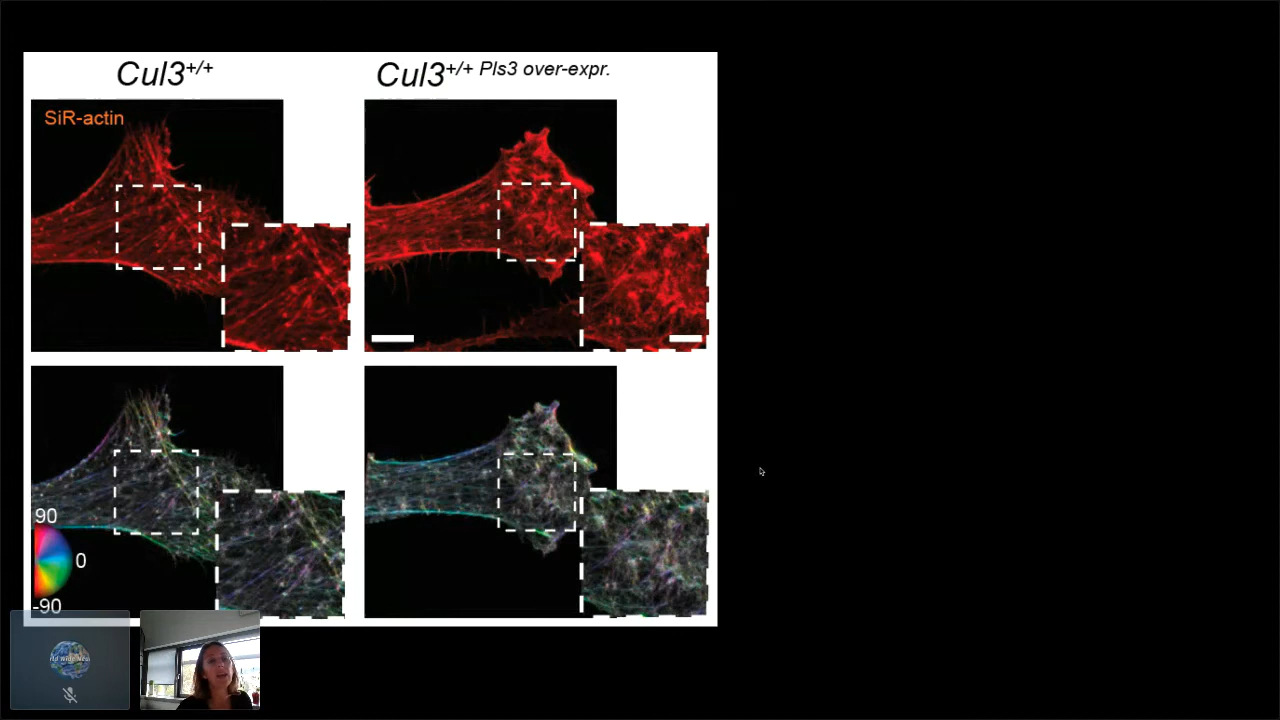 Cul3+/+
Cul3+/+ Pls3 over-expr.
SiR-actin
90
0
-90